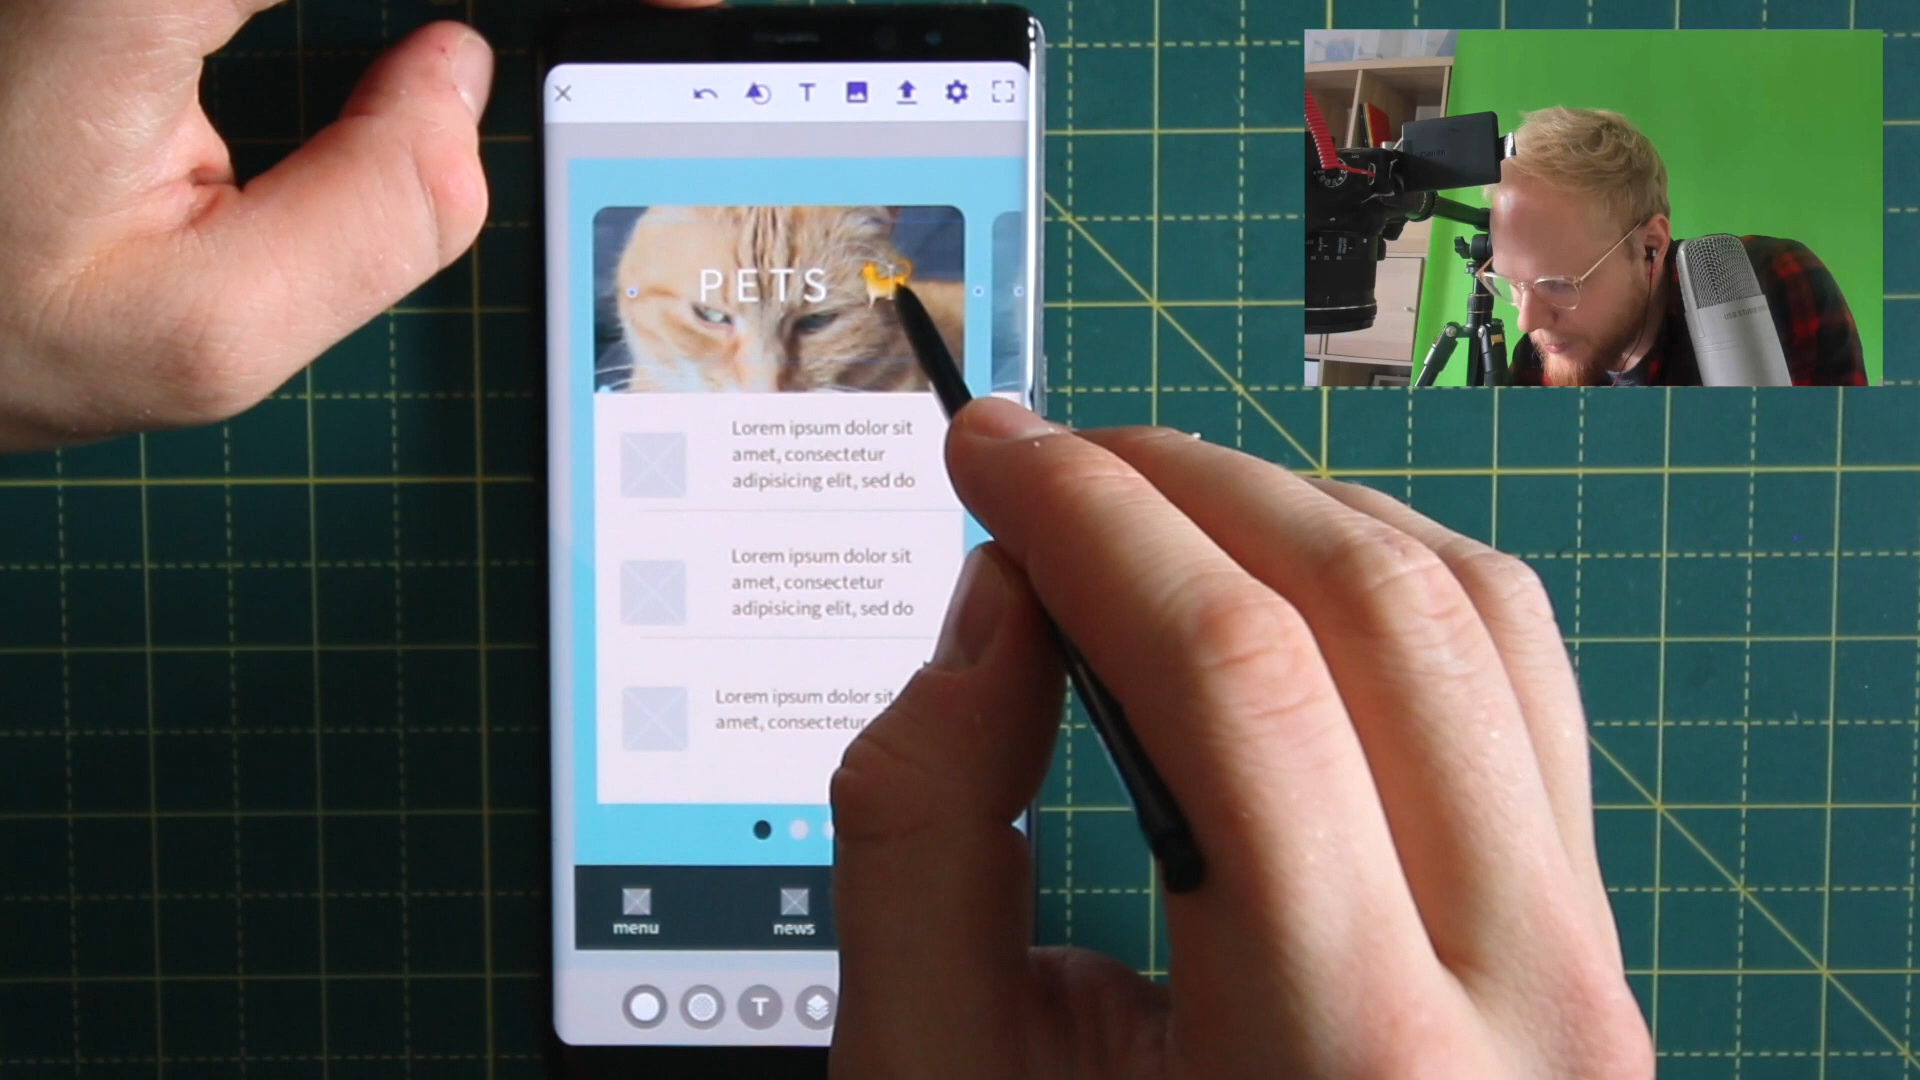 T
PETS
Lorem ipsum dolor sit
amet, consectetur
adipisicing elit, sed do
Lorem ipsum dolor sit
amet, consectetur
adipisicing elit, sed do
Lorem ipsum dolor sit
amet, consectetur
menu
news
T